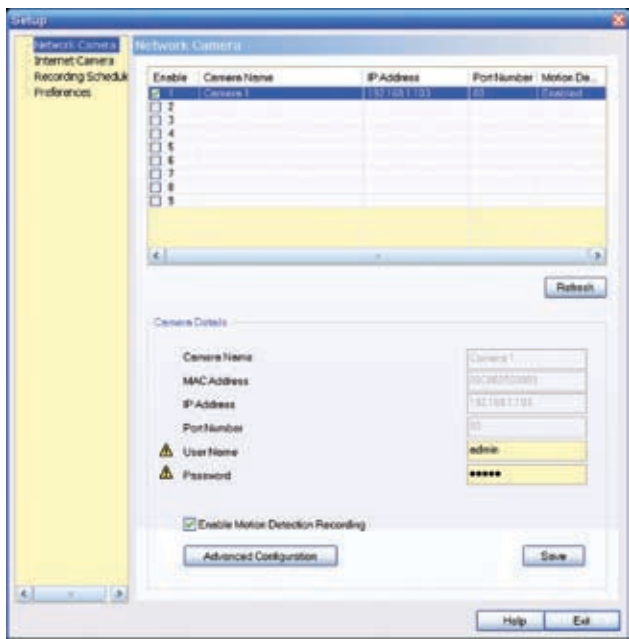 Setup
Network Camera
Internet Camera
Recording Schedul
Preferences
Network Camera
Enable Camera Name IP Address Port Number Motion De...
1 Camera 1 192.168.1.103 Enabled
2
3
4
5
6
7
8
9
Refresh
Camera Details
Camera Name Camera 1
MAC Address
IP Address 192.168.1.103
Port Number
User Name admin
Password •••••
Enable Motion Detection Recording
Advanced Configuration Save
Help Exit